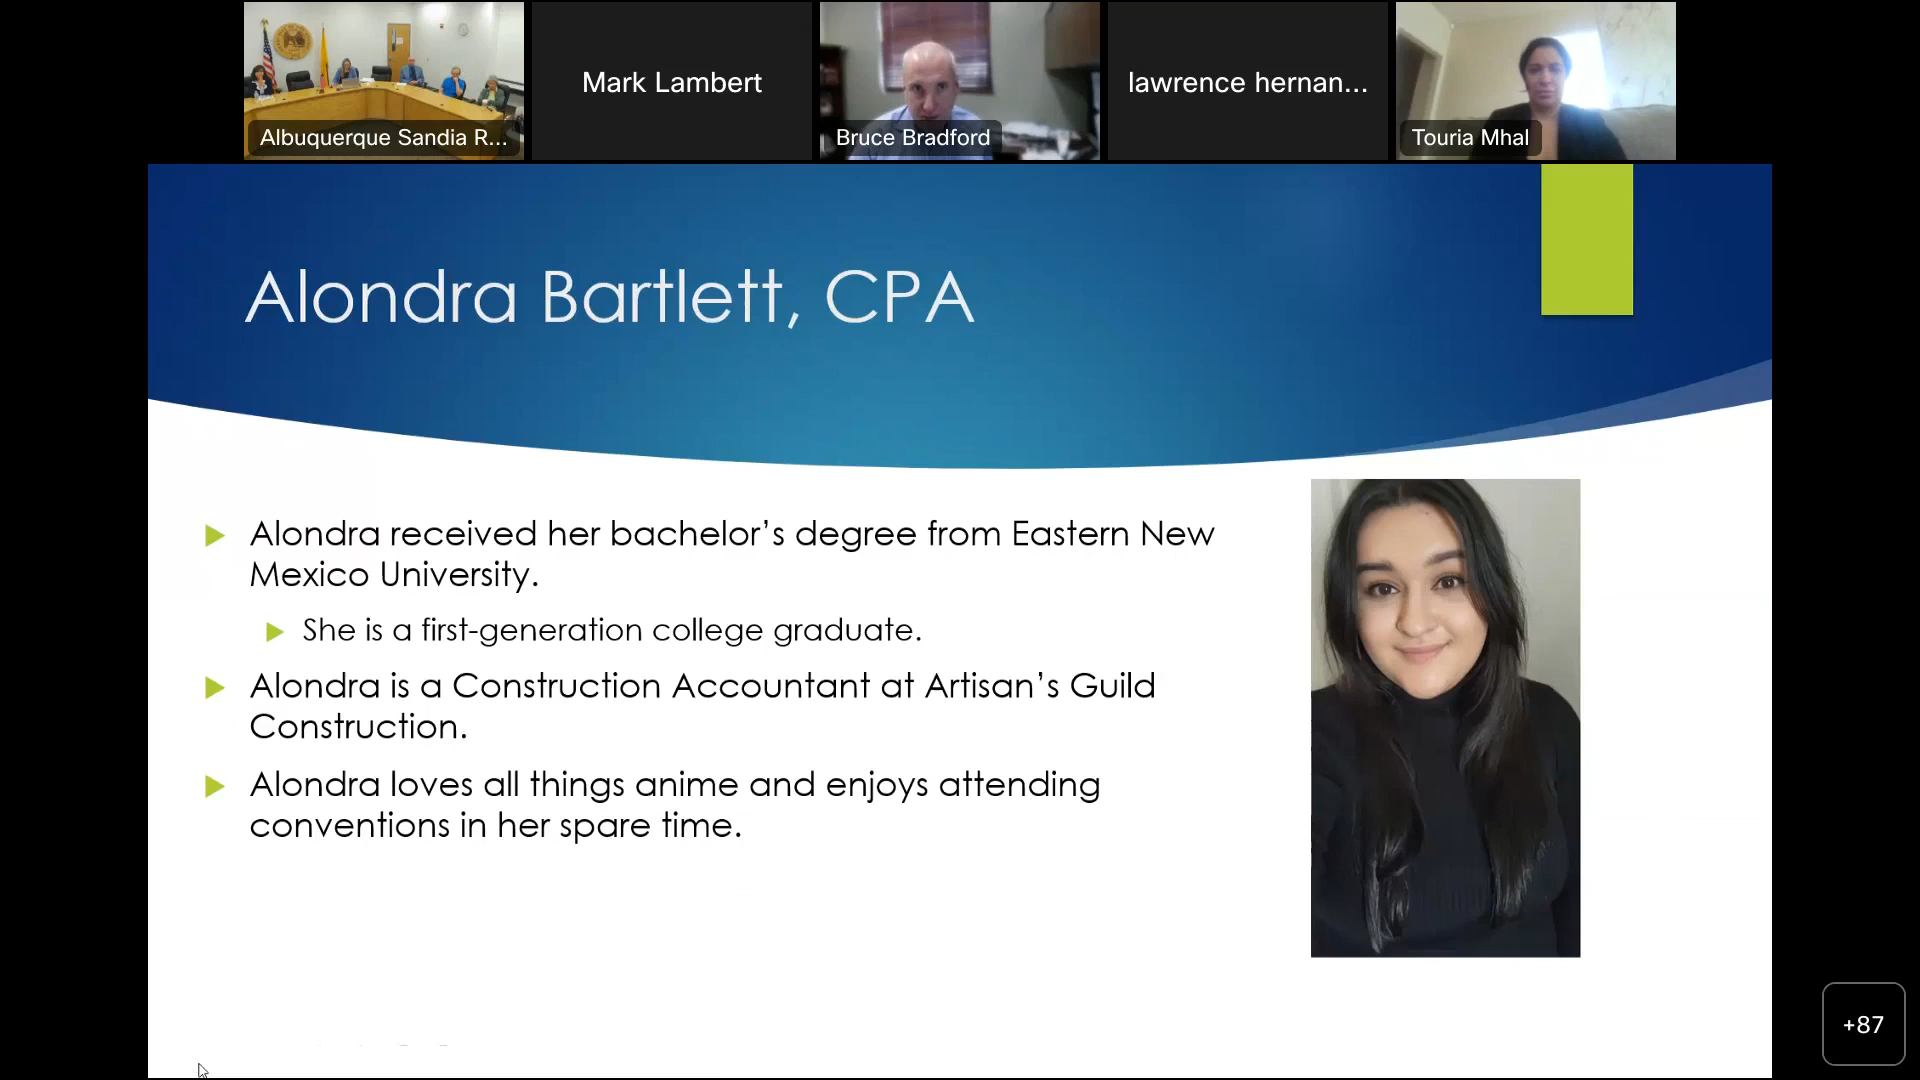 Albuquerque Sandia R...
Mark Lambert
Bruce Bradford
lawrence hernan...
Touria Mhal
Alondra Bartlett, CPA
Alondra received her bachelor’s degree from Eastern New
Mexico University.
She is a first-generation college graduate.
Alondra is a Construction Accountant at Artisan’s Guild
Construction.
Alondra loves all things anime and enjoys attending
conventions in her spare time.
+87